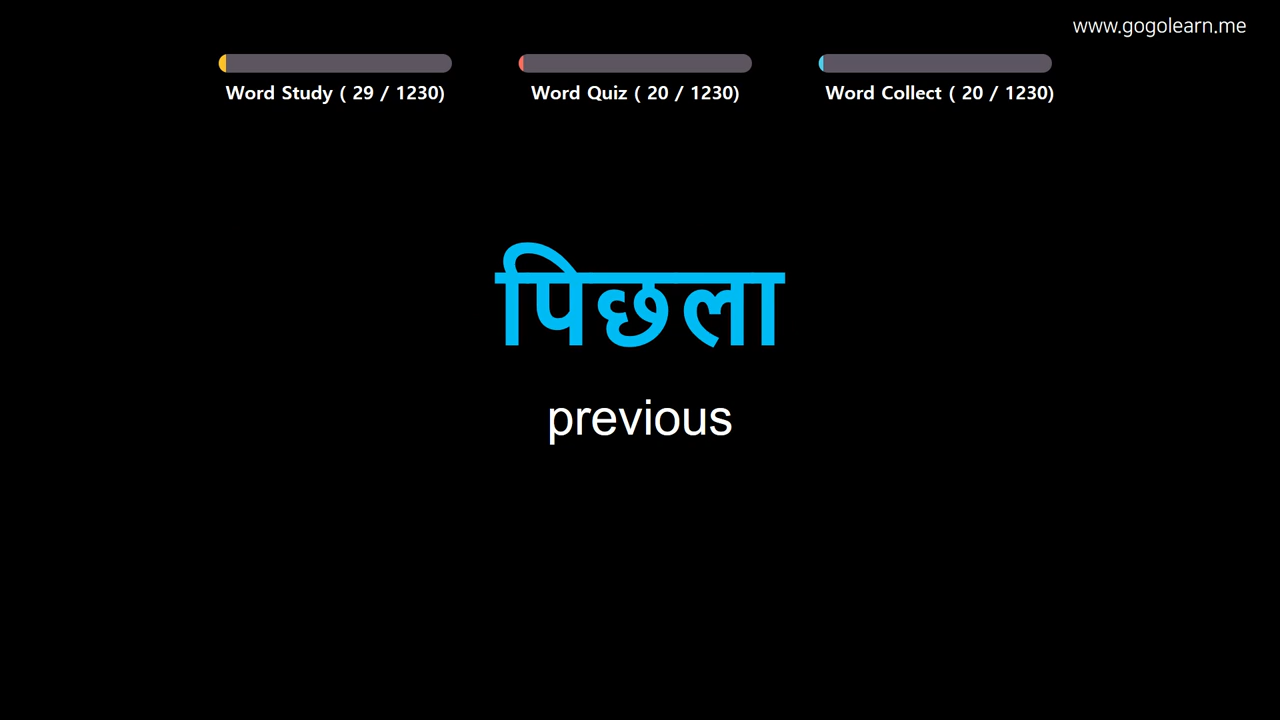 www.gogolearn.me
Word Study ( 29 / 1230)
Word Quiz ( 20 / 1230)
Word Collect ( 20 / 1230)
पिछला
previous